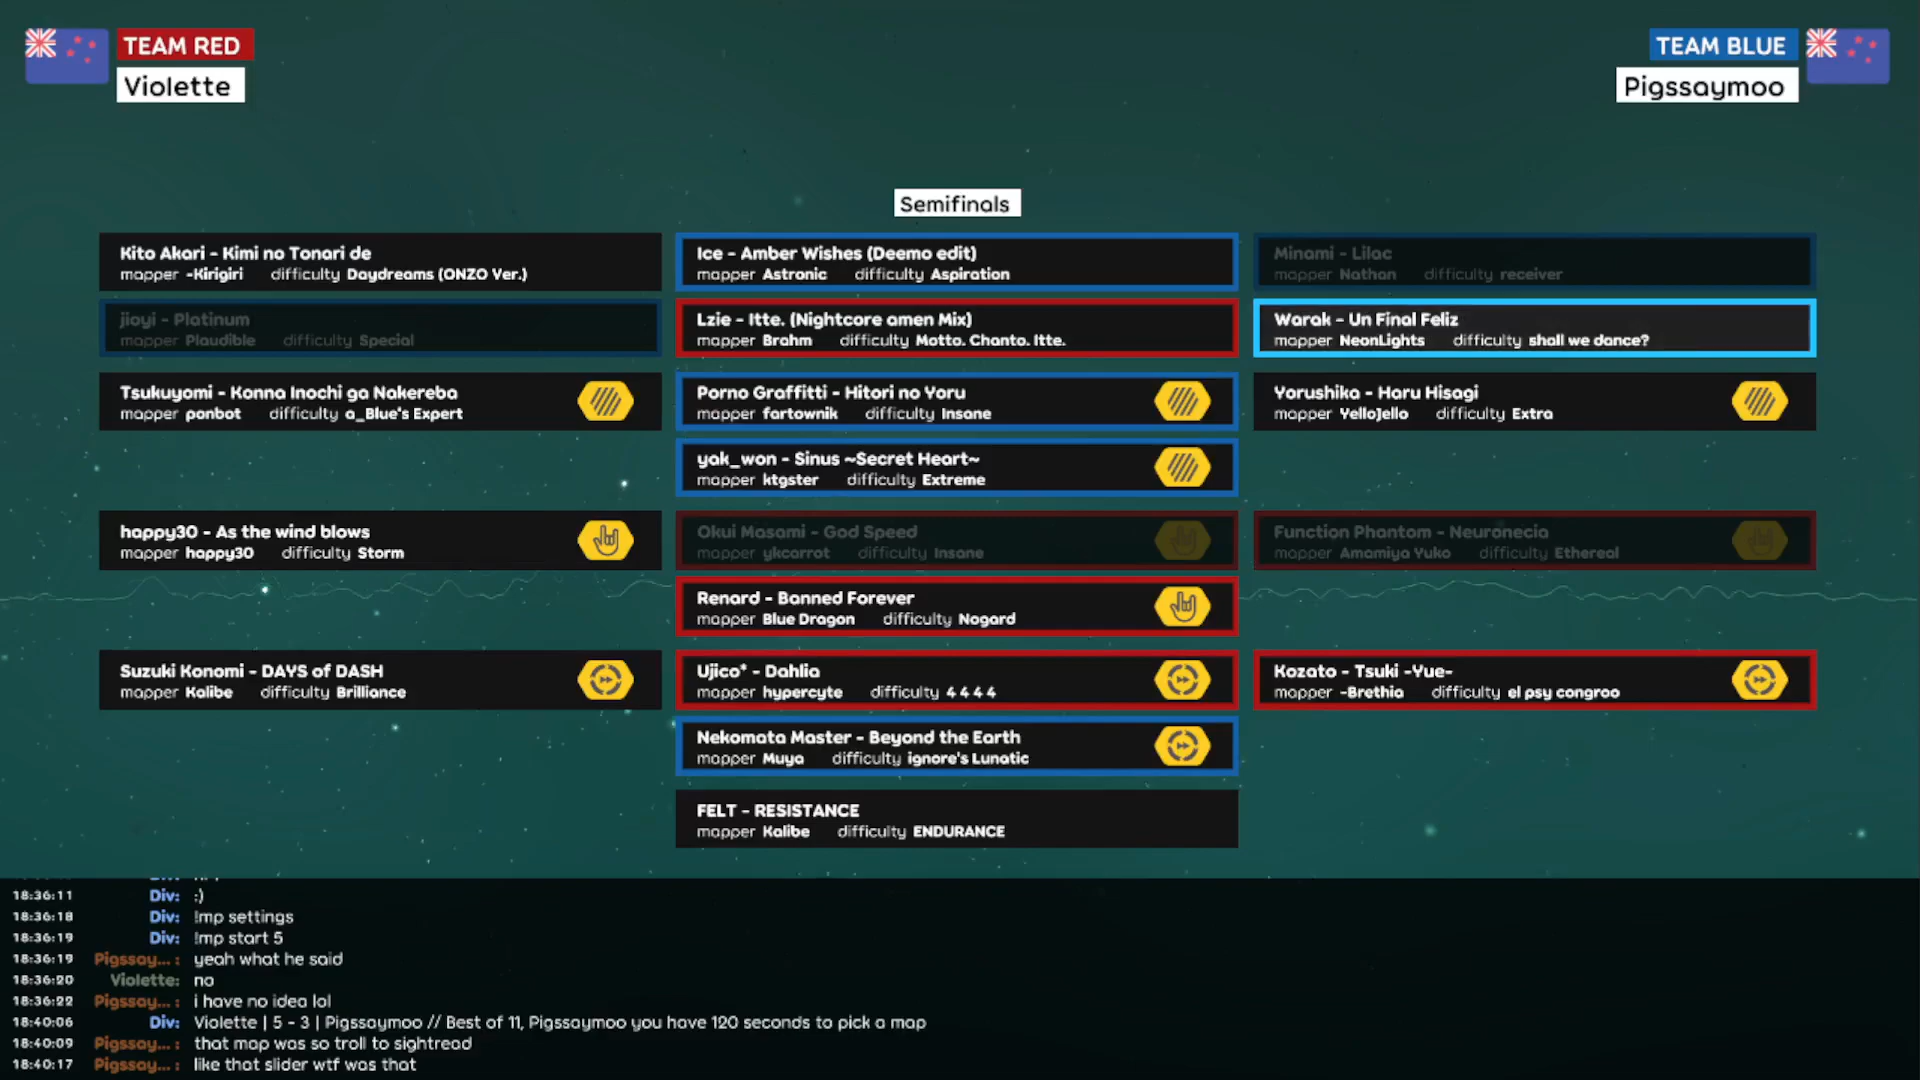 TEAM RED
Violette
TEAM BLUE
Pigssaymoo
Semifinals
Kito Akari - Kimi no Tonari de
mapper -Kirigiri difficulty Daydreams (ONZO Ver.)
Ice - Amber Wishes (Deemo edit)
mapper Astronic difficulty Aspiration
Minami - Lilac
mapper Nathan difficulty receiver
jioyi - Platinum
mapper Plaudible difficulty Special
Lzie - Itte. (Nightcore amen Mix)
mapper Brahm difficulty Motto. Chanto. Itte.
Warak - Un Final Feliz
mapper NeonLights difficulty shall we dance?
Tsukuyomi - Konna Inochi ga Nakereba
mapper ponbot difficulty a_Blue's Expert
Porno Graffitti - Hitori no Yoru
mapper fartownik difficulty Insane
Yorushika - Haru Hisagi
mapper YelloJello difficulty Extra
yak_won - Sinus ~Secret Heart~
mapper ktgster difficulty Extreme
happy30 - As the wind blows
mapper happy30 difficulty Storm
Okui Masami - God Speed
mapper ykcarrot difficulty Insane
Function Phantom - Neuronecia
mapper Amamiya Yuko difficulty Ethereal
Renard - Banned Forever
mapper Blue Dragon difficulty Nogard
Suzuki Konomi - DAYS of DASH
mapper Kalibe difficulty Brilliance
Ujico* - Dahlia
mapper hypercyte difficulty 4 4 4 4
Kozato - Tsuki -Yue-
mapper -Brethia difficulty el psy congroo
Nekomata Master - Beyond the Earth
mapper Muya difficulty ignore's Lunatic
FELT - RESISTANCE
mapper Kalibe difficulty ENDURANCE
18:36:11 Div: :)
18:36:18 Div: !mp settings
18:36:19 Div: !mp start 5
18:36:19 Pigssay... : yeah what he said
18:36:20 Violette: no
18:36:22 Pigssay... : i have no idea lol
18:40:06 Div: Violette | 5 - 3 | Pigssaymoo // Best of 11, Pigssaymoo you have 120 seconds to pick a map
18:40:09 Pigssay... : that map was so troll to sightread
18:40:17 Pigssay... : like that slider wtf was that